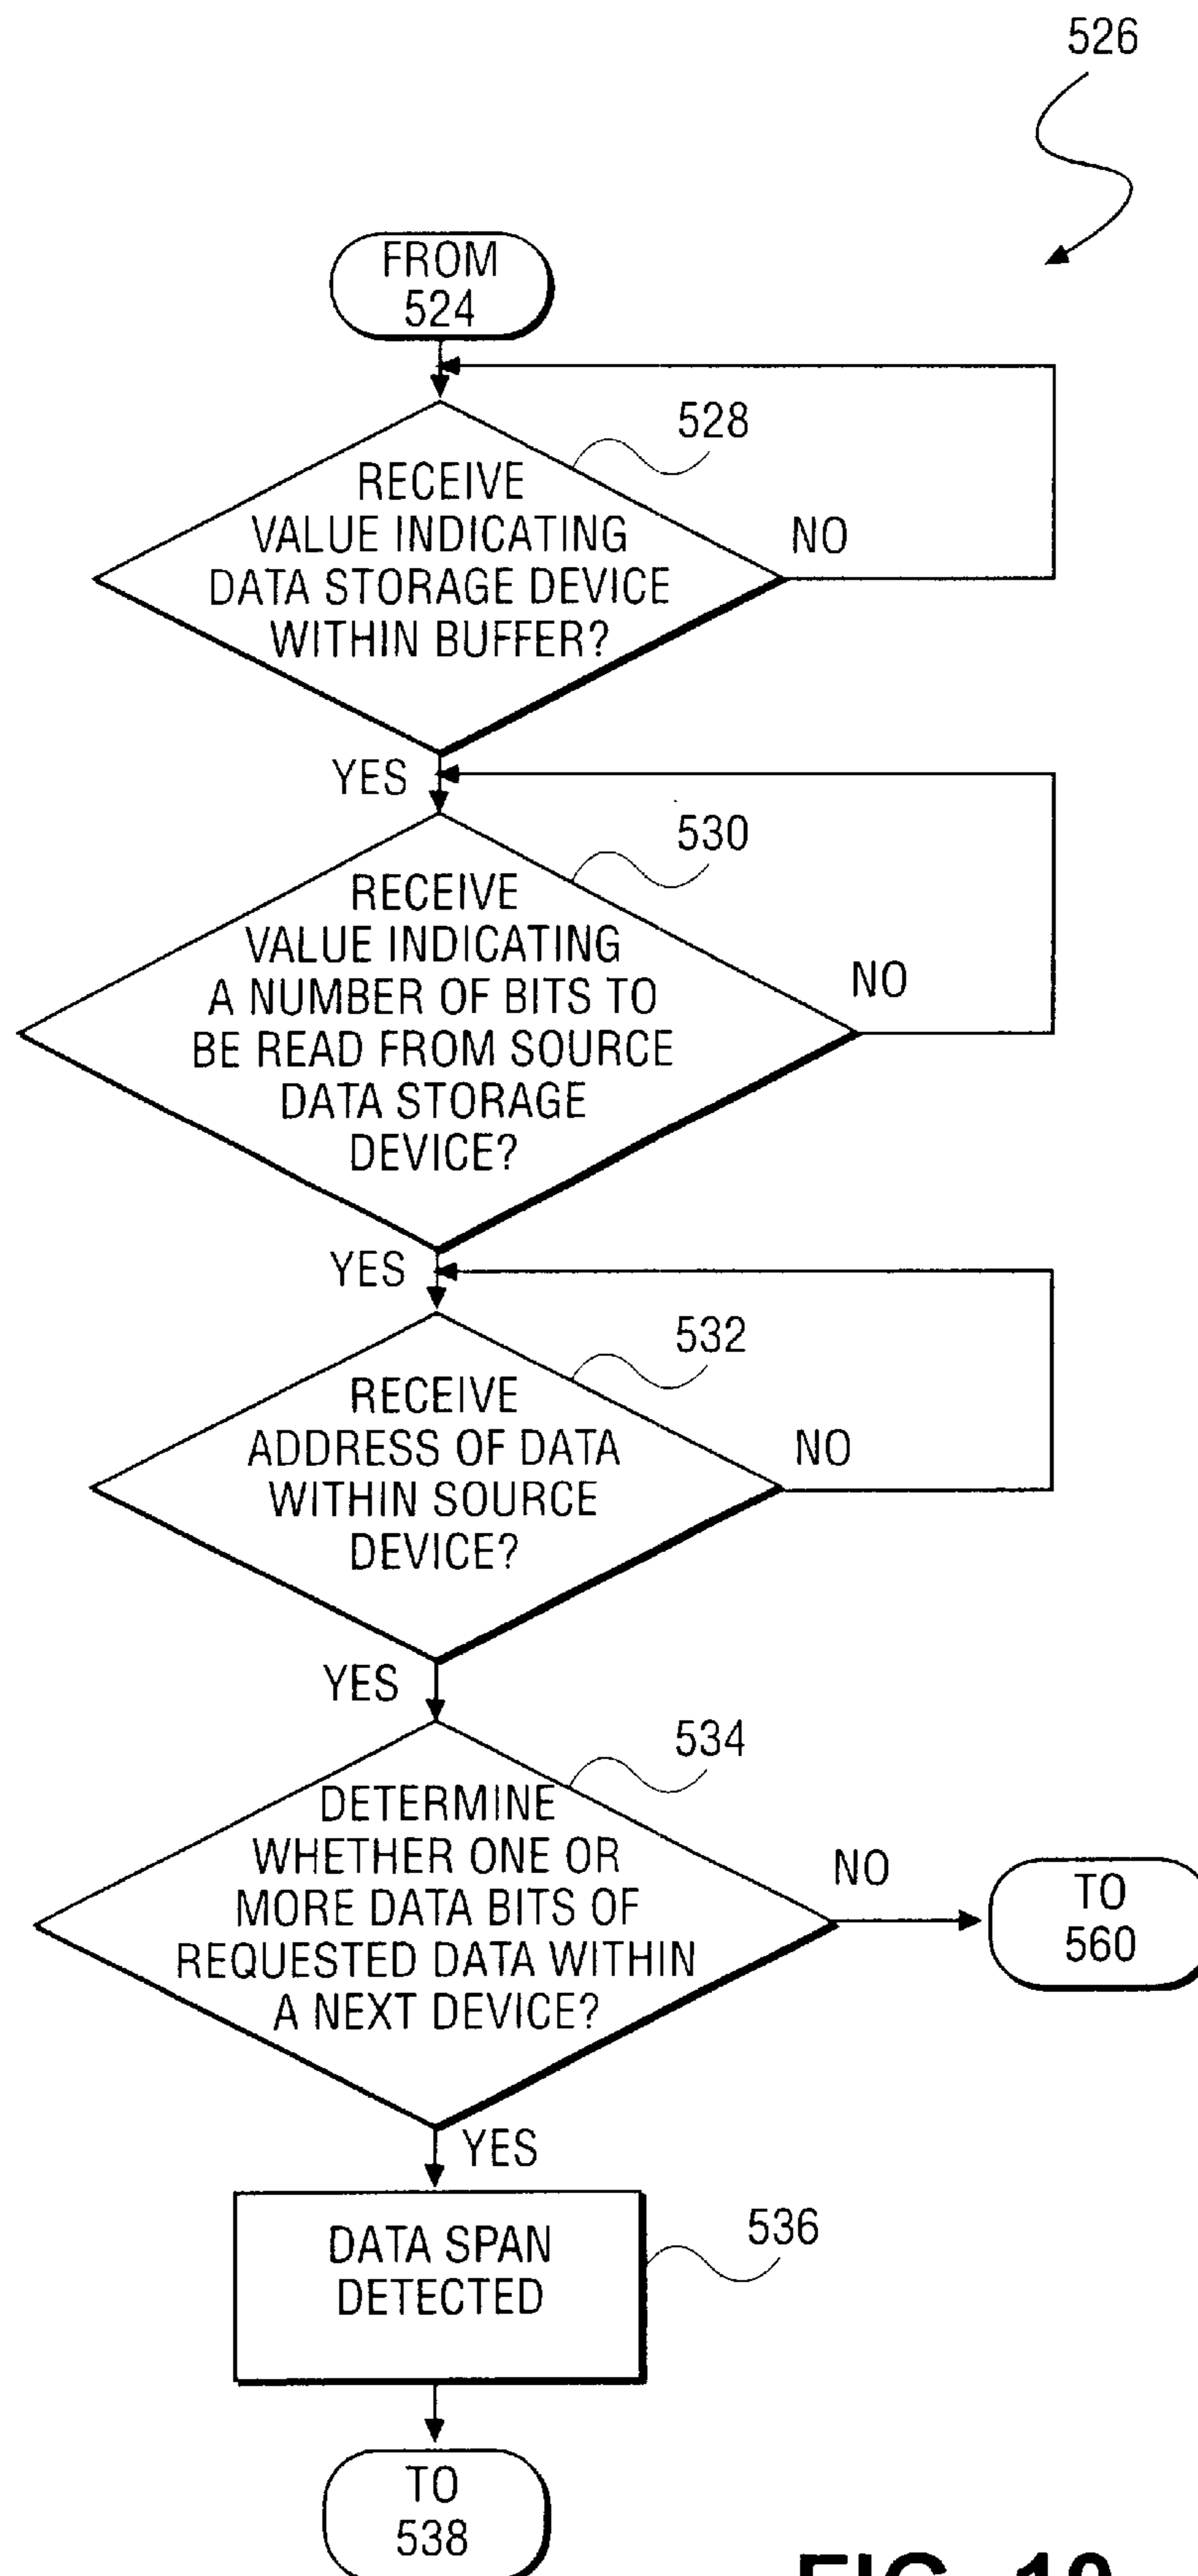 526
FROM
524
528
RECEIVE
VALUE INDICATING
DATA STORAGE DEVICE
WITHIN BUFFER?
NO
YES
530
RECEIVE
VALUE INDICATING
A NUMBER OF BITS TO
BE READ FROM SOURCE
DATA STORAGE
DEVICE?
NO
YES
532
RECEIVE
ADDRESS OF DATA
WITHIN SOURCE
DEVICE?
NO
YES
534
DETERMINE
WHETHER ONE OR
MORE DATA BITS OF
REQUESTED DATA WITHIN
A NEXT DEVICE?
NO
TO
560
YES
DATA SPAN
DETECTED
536
TO
538
FIG.